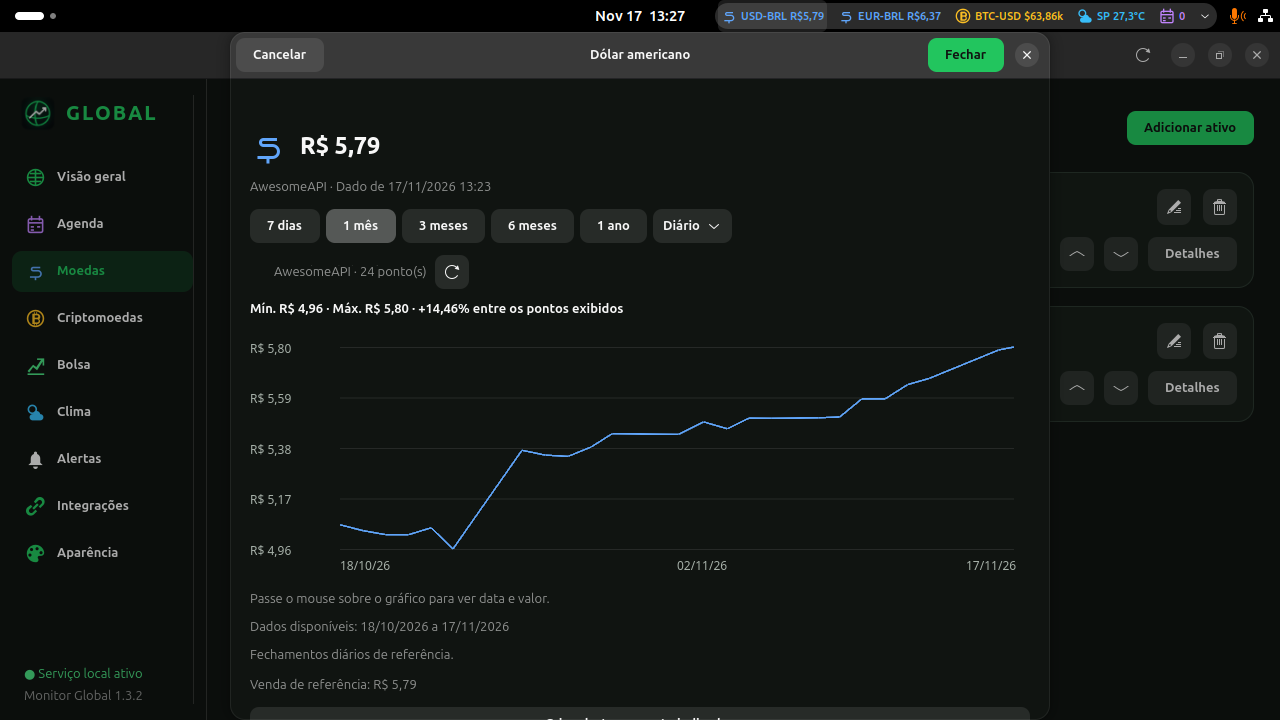 Nov 17 13:27
USD-BRL R$5,79
EUR-BRL R$6,37
BTC-USD $63,86k
SP 27,3°C
0
Cancelar
Dólar americano
Fechar
GLOBAL
Adicionar ativo
Visão geral
Agenda
Moedas
Criptomoedas
Bolsa
Clima
Alertas
Integrações
Aparência
Serviço local ativo
Monitor Global 1.3.2
R$ 5,79
AwesomeAPI · Dado de 17/11/2026 13:23
7 dias
1 mês
3 meses
6 meses
1 ano
Diário
AwesomeAPI · 24 ponto(s)
Mín. R$ 4,96 · Máx. R$ 5,80 · +14,46% entre os pontos exibidos
R$ 5,80
R$ 5,59
R$ 5,38
R$ 5,17
R$ 4,96
18/10/26
02/11/26
17/11/26
Passe o mouse sobre o gráfico para ver data e valor.
Dados disponíveis: 18/10/2026 a 17/11/2026
Fechamentos diários de referência.
Venda de referência: R$ 5,79
Detalhes
Detalhes